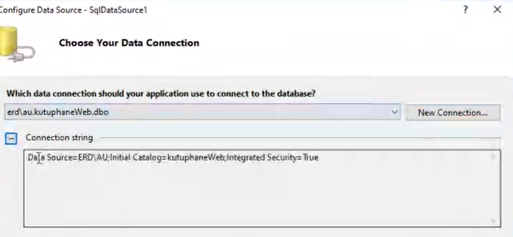 Configure Data Source - SqlDataSource1
Choose Your Data Connection
Which data connection should your application use to connect to the database?
erd\au.kutuphaneWeb.dbo
New Connection...
Connection string
Data Source=ERD\AU;Initial Catalog=kutuphaneWeb;Integrated Security=True